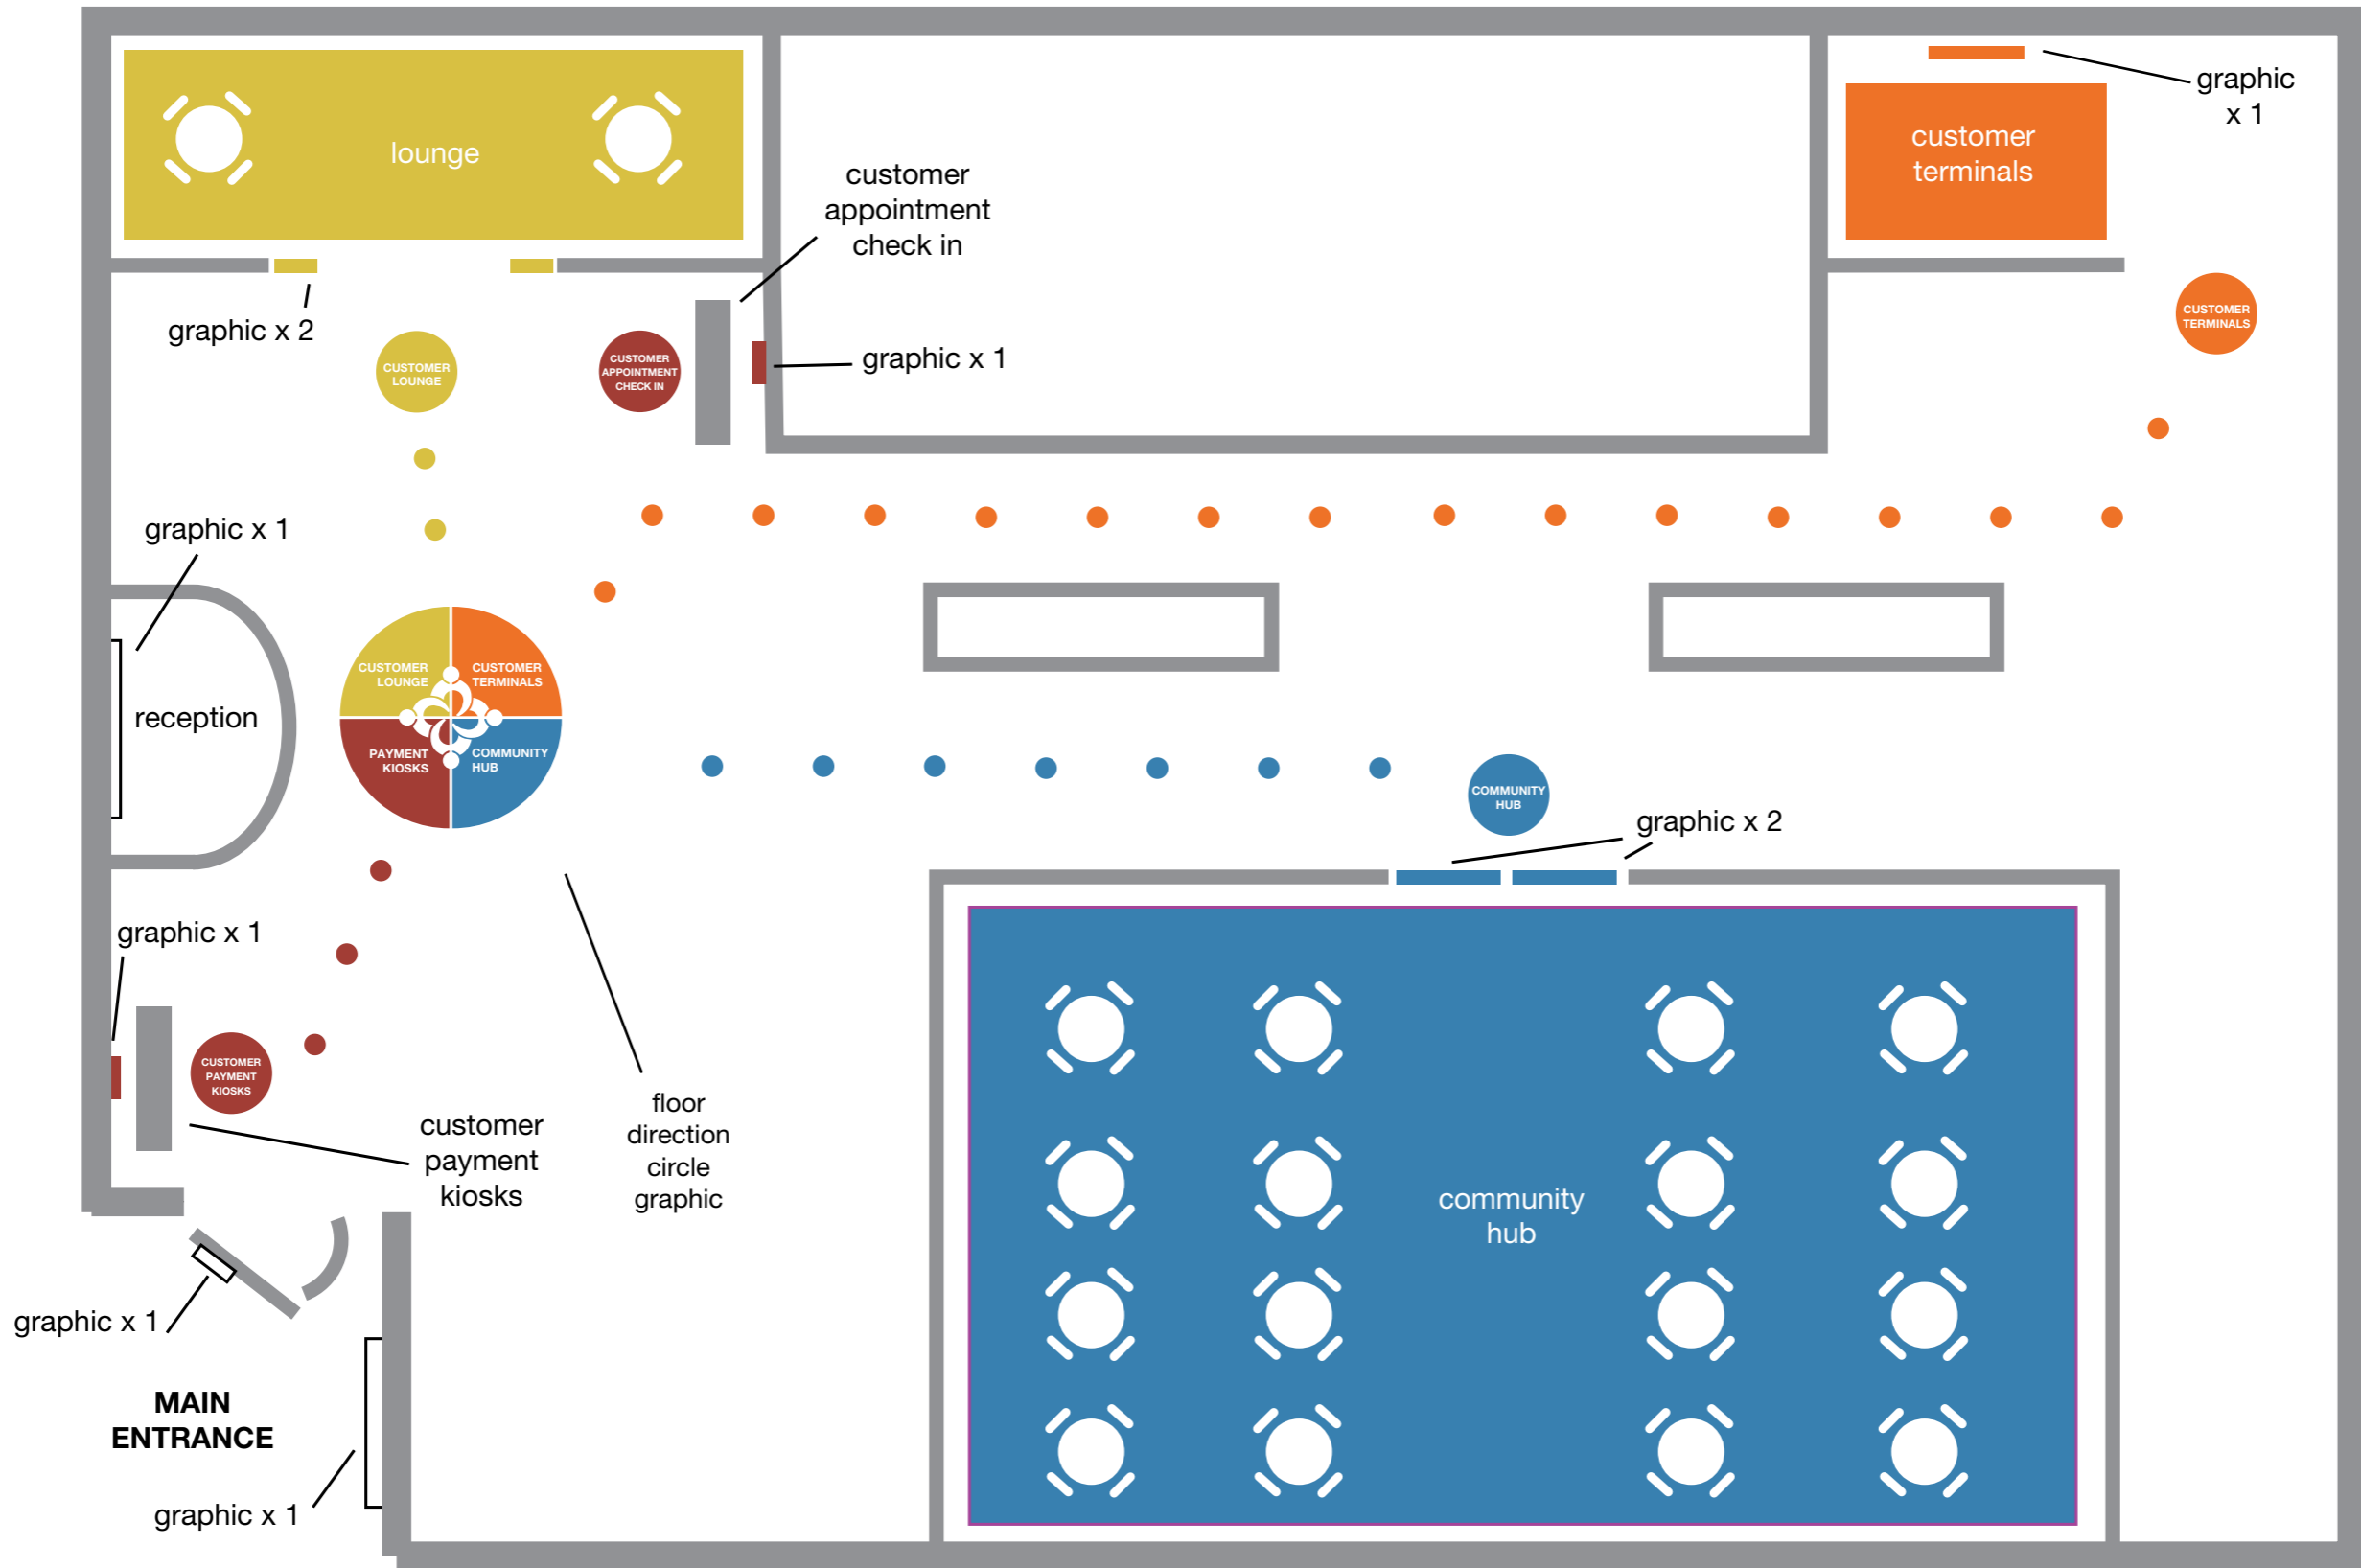 lounge
customer
terminals
graphic
x 1
customer
appointment
check in
graphic x 2
graphic x 1
CUSTOMER
LOUNGE
CUSTOMER
APPOINTMENT
CHECK IN
CUSTOMER
TERMINALS
graphic x 1
reception
CUSTOMER
LOUNGE
CUSTOMER
TERMINALS
PAYMENT
KIOSKS
COMMUNITY
HUB
COMMUNITY
HUB
graphic x 2
graphic x 1
CUSTOMER
PAYMENT
KIOSKS
customer
payment
kiosks
floor
direction
circle
graphic
community
hub
graphic x 1
MAIN
ENTRANCE
graphic x 1